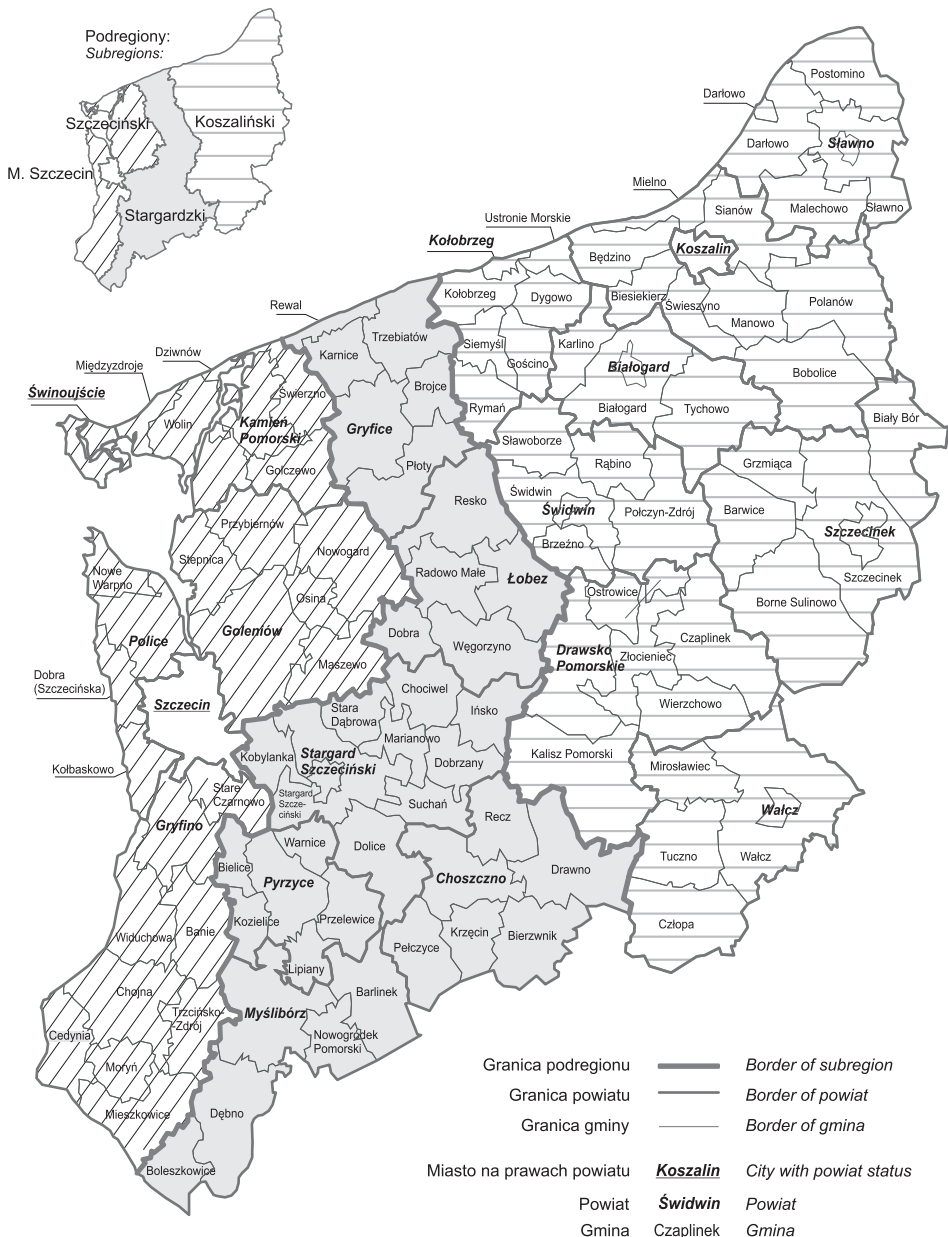 Podregiony:
Subregions:
Szczeciński
Koszaliński
M. Szczecin
Stargardzki
Postomino
Darłowo
Darłowo
Sławno
Mielno
Sianów
Malechowo
Sławno
Ustronie Morskie
Kołobrzeg
Koszalin
Będzino
Kołobrzeg
Dygowo
Biesiekierz
Świeszyno
Polanów
Manowo
Rewal
Trzebiatów
Karnice
Siemyśl
Gościno
Karlino
Białogard
Bobolice
Dziwnów
Międzyzdroje
Świnoujście
Świerzno
Brojce
Rymań
Białogard
Tychowo
Biały Bór
Wolin
Kamień
Pomorski
Gryfice
Sławoborze
Golczewo
Płoty
Rąbino
Grzmiąca
Resko
Świdwin
Świdwin
Połczyn-Zdrój
Barwice
Przybiernów
Szczecinek
Stepnica
Nowogard
Brzeźno
Nowe
Warpno
Radowo Małe
Łobez
Szczecinek
Osina
Ostrowice
Borne Sulinowo
Police
Goleniów
Dobra
Węgorzyno
Czaplinek
Drawsko
Pomorskie
Złocieniec
Maszewo
Dobra
(Szczecińska)
Chociwel
Szczecin
Stara
Dąbrowa
Ińsko
Wierzchowo
Marianowo
Kobylanka
Stargard
Szczeciński
Dobrzany
Kalisz Pomorski
Mirosławiec
Kołbaskowo
Stare
Czarnowo
Stargard
Szcze-
ciński
Suchań
Recz
Wałcz
Gryfino
Warnice
Dolice
Tuczno
Wałcz
Bielice
Pyrzyce
Choszczno
Drawno
Kozielice
Przelewice
Człopa
Widuchowa
Banie
Pełczyce
Krzęcin
Bierzwnik
Lipiany
Chojna
Barlinek
Trzcińsko-
-Zdrój
Myślibórz
Cedynia
Nowogródek
Pomorski
Moryń
Mieszkowice
Dębno
Boleszkowice
Granica podregionu Border of subregion
Granica powiatu Border of powiat
Granica gminy Border of gmina
Miasto na prawach powiatu Koszalin City with powiat status
Powiat Świdwin Powiat
Gmina Czaplinek Gmina